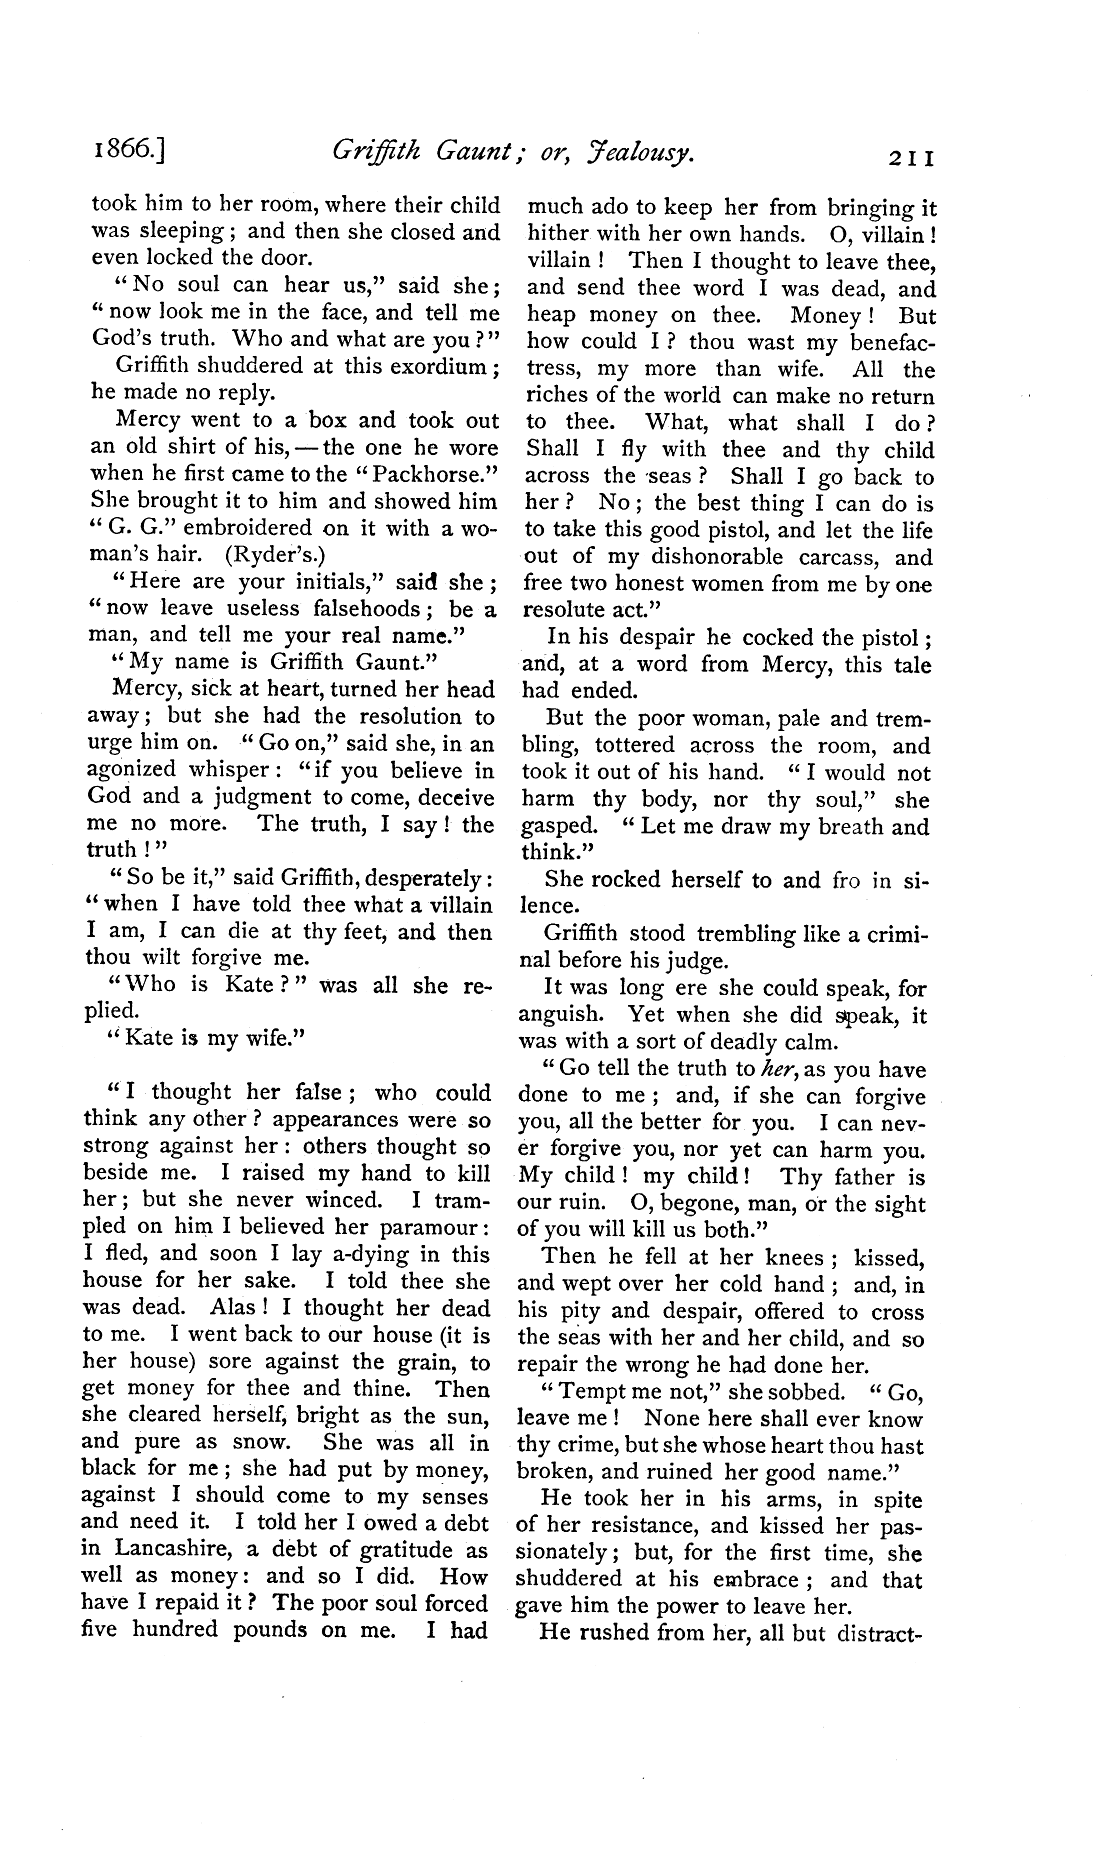 1866.] Griffith Gaunt; or, Jealousy. 211
took him to her room, where their child
was sleeping; and then she closed and
even locked the door.
"No soul can hear us," said she;
"now look me in the face, and tell me
God's truth. Who and what are you?"
Griffith shuddered at this exordium;
he made no reply.
Mercy went to a box and took out
an old shirt of his,—the one he wore
when he first came to the "Packhorse."
She brought it to him and showed him
"G. G." embroidered on it with a wo-
man's hair. (Ryder's.)
"Here are your initials," said she;
"now leave useless falsehoods; be a
man, and tell me your real name."
"My name is Griffith Gaunt."
Mercy, sick at heart, turned her head
away; but she had the resolution to
urge him on. "Go on," said she, in an
agonized whisper: "if you believe in
God and a judgment to come, deceive
me no more. The truth, I say! the
truth!"
"So be it," said Griffith, desperately:
"when I have told thee what a villain
I am, I can die at thy feet, and then
thou wilt forgive me.
"Who is Kate?" was all she re-
plied.
"Kate is my wife."
"I thought her false; who could
think any other? appearances were so
strong against her: others thought so
beside me. I raised my hand to kill
her; but she never winced. I tram-
pled on him I believed her paramour:
I fled, and soon I lay a-dying in this
house for her sake. I told thee she
was dead. Alas! I thought her dead
to me. I went back to our house (it is
her house) sore against the grain, to
get money for thee and thine. Then
she cleared herself, bright as the sun,
and pure as snow. She was all in
black for me; she had put by money,
against I should come to my senses
and need it. I told her I owed a debt
in Lancashire, a debt of gratitude as
well as money: and so I did. How
have I repaid it? The poor soul forced
five hundred pounds on me. I had
much ado to keep her from bringing it
hither with her own hands. O, villain!
villain! Then I thought to leave thee,
and send thee word I was dead, and
heap money on thee. Money! But
how could I? thou wast my benefac-
tress, my more than wife. All the
riches of the world can make no return
to thee. What, what shall I do?
Shall I fly with thee and thy child
across the seas? Shall I go back to
her? No; the best thing I can do is
to take this good pistol, and let the life
out of my dishonorable carcass, and
free two honest women from me by one
resolute act."
In his despair he cocked the pistol;
and, at a word from Mercy, this tale
had ended.
But the poor woman, pale and trem-
bling, tottered across the room, and
took it out of his hand. "I would not
harm thy body, nor thy soul," she
gasped. "Let me draw my breath and
think."
She rocked herself to and fro in si-
lence.
Griffith stood trembling like a crimi-
nal before his judge.
It was long ere she could speak, for
anguish. Yet when she did speak, it
was with a sort of deadly calm.
"Go tell the truth to her, as you have
done to me; and, if she can forgive
you, all the better for you. I can nev-
er forgive you, nor yet can harm you.
My child! my child! Thy father is
our ruin. O, begone, man, or the sight
of you will kill us both."
Then he fell at her knees; kissed,
and wept over her cold hand; and, in
his pity and despair, offered to cross
the seas with her and her child, and so
repair the wrong he had done her.
"Tempt me not," she sobbed. "Go,
leave me! None here shall ever know
thy crime, but she whose heart thou hast
broken, and ruined her good name."
He took her in his arms, in spite
of her resistance, and kissed her pas-
sionately; but, for the first time, she
shuddered at his embrace; and that
gave him the power to leave her.
He rushed from her, all but distract-